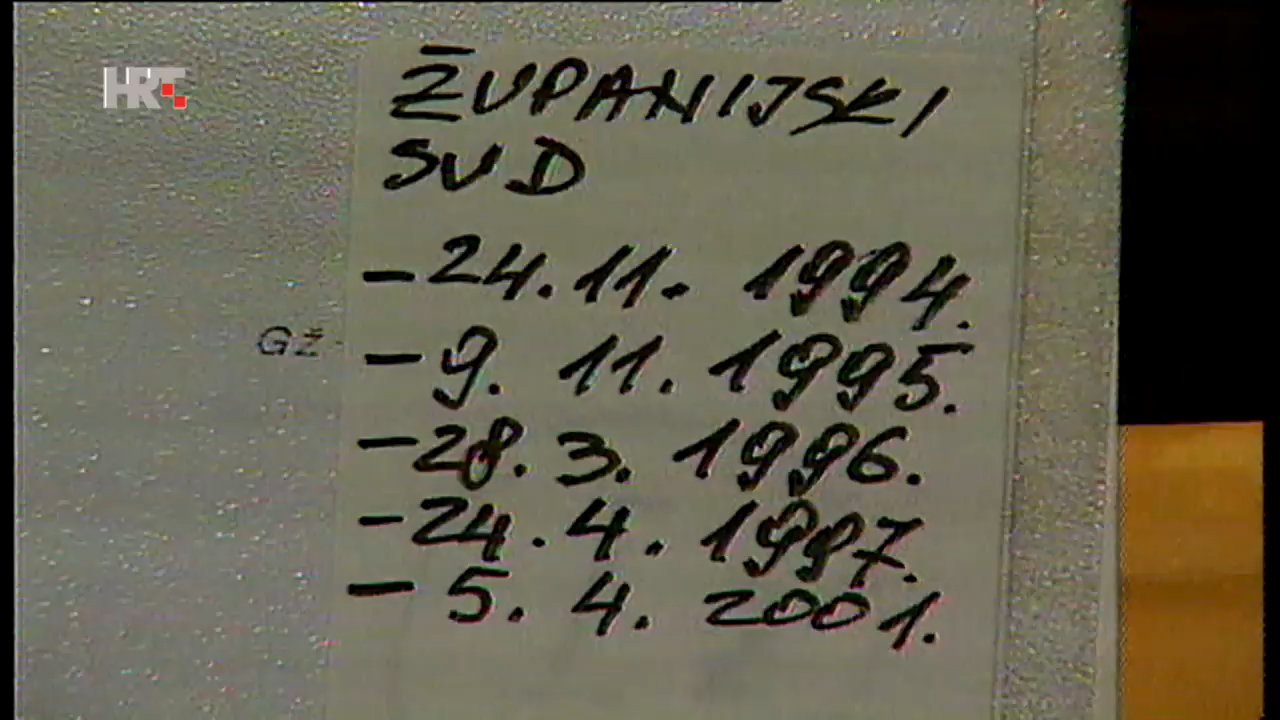 HRT
ŽUPANIJSKI
SUD
- 24. 11. 1994.
GŽ
- 9. 11. 1995.
- 28. 3. 1996.
- 24. 4. 1997.
- 5. 4. 2001.